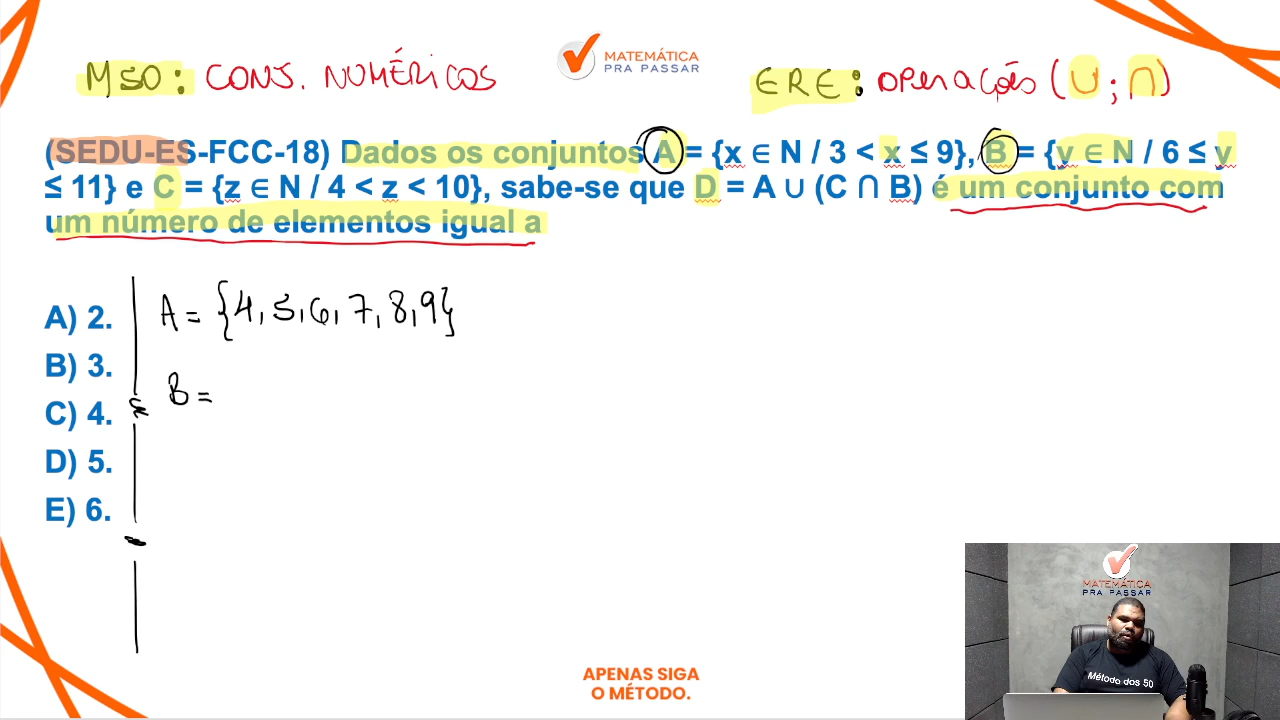 M50: CONJ. NUMÉRICOS
MATEMÁTICA
PRA PASSAR
ERE: OPERAÇÕES (∪ ; ∩)
(SEDU-ES-FCC-18) Dados os conjuntos A = {x ∈ N / 3 < x ≤ 9}, B = {y ∈ N / 6 ≤ y
≤ 11} e C = {z ∈ N / 4 < z < 10}, sabe-se que D = A ∪ (C ∩ B) é um conjunto com
um número de elementos igual a
A) 2.
A = {4, 5, 6, 7, 8, 9}
B) 3.
B =
C) 4.
D) 5.
E) 6.
MATEMÁTICA
PRA PASSAR
Método dos 50
APENAS SIGA
O MÉTODO.